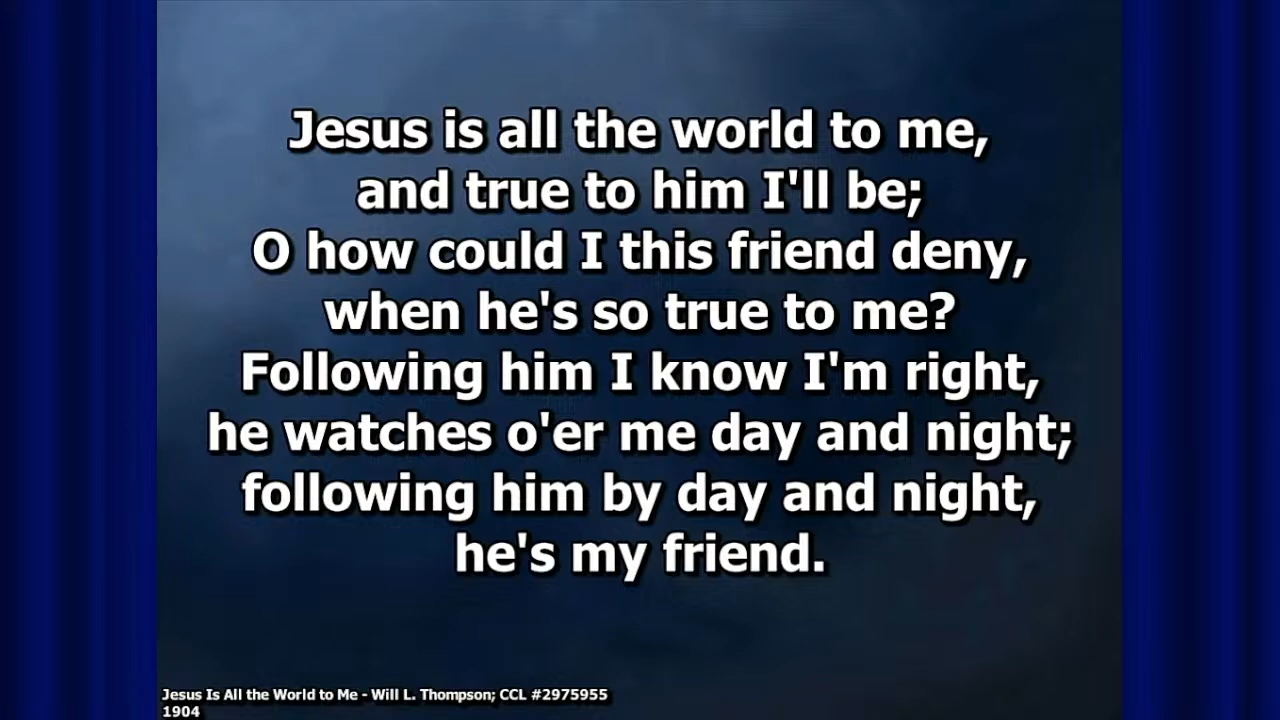 Jesus is all the world to me,
and true to him I'll be;
O how could I this friend deny,
when he's so true to me?
Following him I know I'm right,
he watches o'er me day and night;
following him by day and night,
he's my friend.
Jesus Is All the World to Me - Will L. Thompson; CCL #2975955
1904